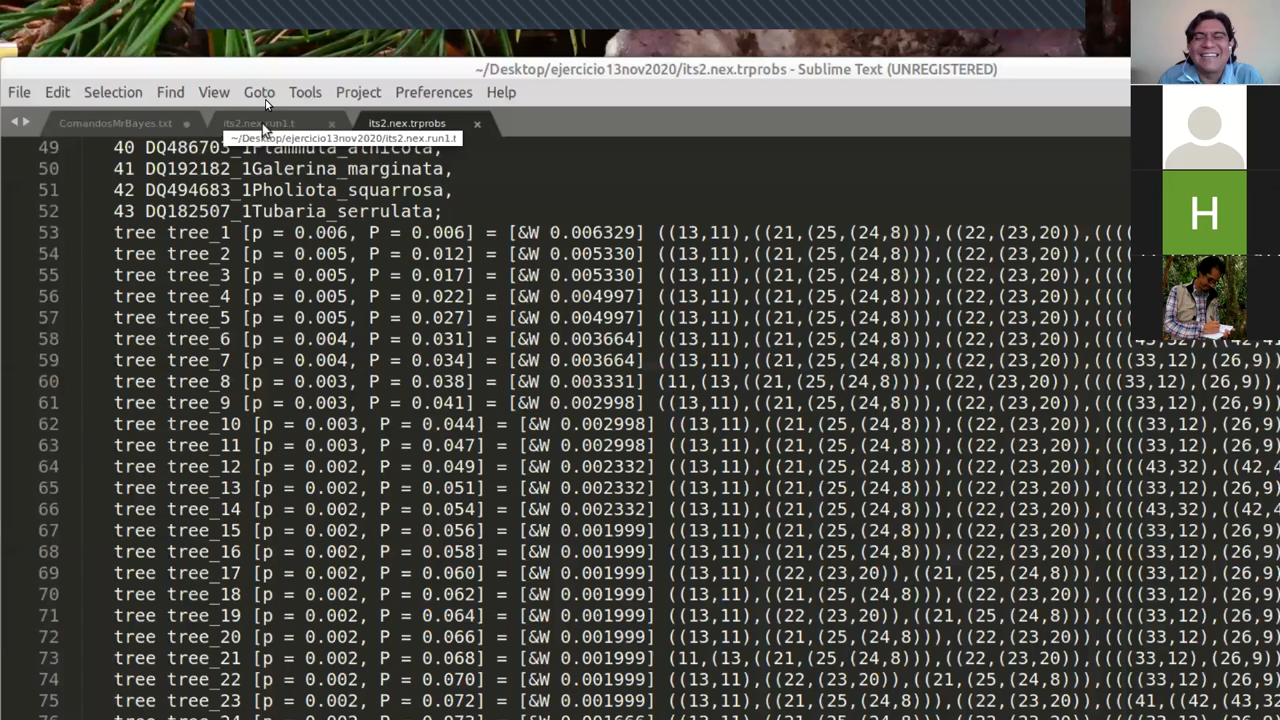 ~/Desktop/ejercicio13nov2020/its2.nex.trprobs - Sublime Text (UNREGISTERED)
File Edit Selection Find View Goto Tools Project Preferences Help
ComandosMrBayes.txt its2.nex.run1.t its2.nex.trprobs
~/Desktop/ejercicio13nov2020/its2.nex.run1.t
49 40 DQ486703_1Flammula_alnicola,
50 41 DQ192182_1Galerina_marginata,
51 42 DQ494683_1Pholiota_squarrosa,
52 43 DQ182507_1Tubaria_serrulata;
53 tree tree_1 [p = 0.006, P = 0.006] = [&W 0.006329] ((13,11),((21,(25,(24,8))),((22,(23,20)),((((
54 tree tree_2 [p = 0.005, P = 0.012] = [&W 0.005330] ((13,11),((21,(25,(24,8))),((22,(23,20)),((((
55 tree tree_3 [p = 0.005, P = 0.017] = [&W 0.005330] ((13,11),((21,(25,(24,8))),((22,(23,20)),((((
56 tree tree_4 [p = 0.005, P = 0.022] = [&W 0.004997] ((13,11),((21,(25,(24,8))),((22,(23,20)),((((
57 tree tree_5 [p = 0.005, P = 0.027] = [&W 0.004997] ((13,11),((21,(25,(24,8))),((22,(23,20)),((((
58 tree tree_6 [p = 0.004, P = 0.031] = [&W 0.003664] ((13,11),((21,(25,(24,8))),((22,(23,20)),((((
59 tree tree_7 [p = 0.004, P = 0.034] = [&W 0.003664] ((13,11),((21,(25,(24,8))),((22,(23,20)),((((33,12),(26,9)
60 tree tree_8 [p = 0.003, P = 0.038] = [&W 0.003331] (11,(13,((21,(25,(24,8))),((22,(23,20)),((((33,12),(26,9)
61 tree tree_9 [p = 0.003, P = 0.041] = [&W 0.002998] ((13,11),((21,(25,(24,8))),((22,(23,20)),((((33,12),(26,9)
62 tree tree_10 [p = 0.003, P = 0.044] = [&W 0.002998] ((13,11),((21,(25,(24,8))),((22,(23,20)),((((33,12),(26,9
63 tree tree_11 [p = 0.003, P = 0.047] = [&W 0.002998] ((13,11),((21,(25,(24,8))),((22,(23,20)),((((33,12),(26,9
64 tree tree_12 [p = 0.002, P = 0.049] = [&W 0.002332] ((13,11),((21,(25,(24,8))),((22,(23,20)),((((43,32),((42,
65 tree tree_13 [p = 0.002, P = 0.051] = [&W 0.002332] ((13,11),((21,(25,(24,8))),((22,(23,20)),((((33,12),(26,9
66 tree tree_14 [p = 0.002, P = 0.054] = [&W 0.002332] ((13,11),((21,(25,(24,8))),((22,(23,20)),((((43,32),((42,
67 tree tree_15 [p = 0.002, P = 0.056] = [&W 0.001999] ((13,11),((21,(25,(24,8))),((22,(23,20)),((((33,12),(26,9
68 tree tree_16 [p = 0.002, P = 0.058] = [&W 0.001999] ((13,11),((21,(25,(24,8))),((22,(23,20)),((((33,12),(26,9
69 tree tree_17 [p = 0.002, P = 0.060] = [&W 0.001999] ((13,11),((22,(23,20)),((21,(25,(24,8))),((((33,12),(26,9
70 tree tree_18 [p = 0.002, P = 0.062] = [&W 0.001999] ((13,11),((21,(25,(24,8))),((22,(23,20)),((((33,12),(26,9
71 tree tree_19 [p = 0.002, P = 0.064] = [&W 0.001999] ((13,11),((22,(23,20)),((21,(25,(24,8))),((((33,12),(26,9
72 tree tree_20 [p = 0.002, P = 0.066] = [&W 0.001999] ((13,11),((21,(25,(24,8))),((22,(23,20)),((((33,12),(26,9
73 tree tree_21 [p = 0.002, P = 0.068] = [&W 0.001999] (11,(13,((21,(25,(24,8))),((22,(23,20)),((((33,12),(26,9)
74 tree tree_22 [p = 0.002, P = 0.070] = [&W 0.001999] ((13,11),((22,(23,20)),((21,(25,(24,8))),((((33,12),(26,9
75 tree tree_23 [p = 0.002, P = 0.072] = [&W 0.001999] ((13,11),((21,(25,(24,8))),((22,(23,20)),(((41,((42,(43,3
H